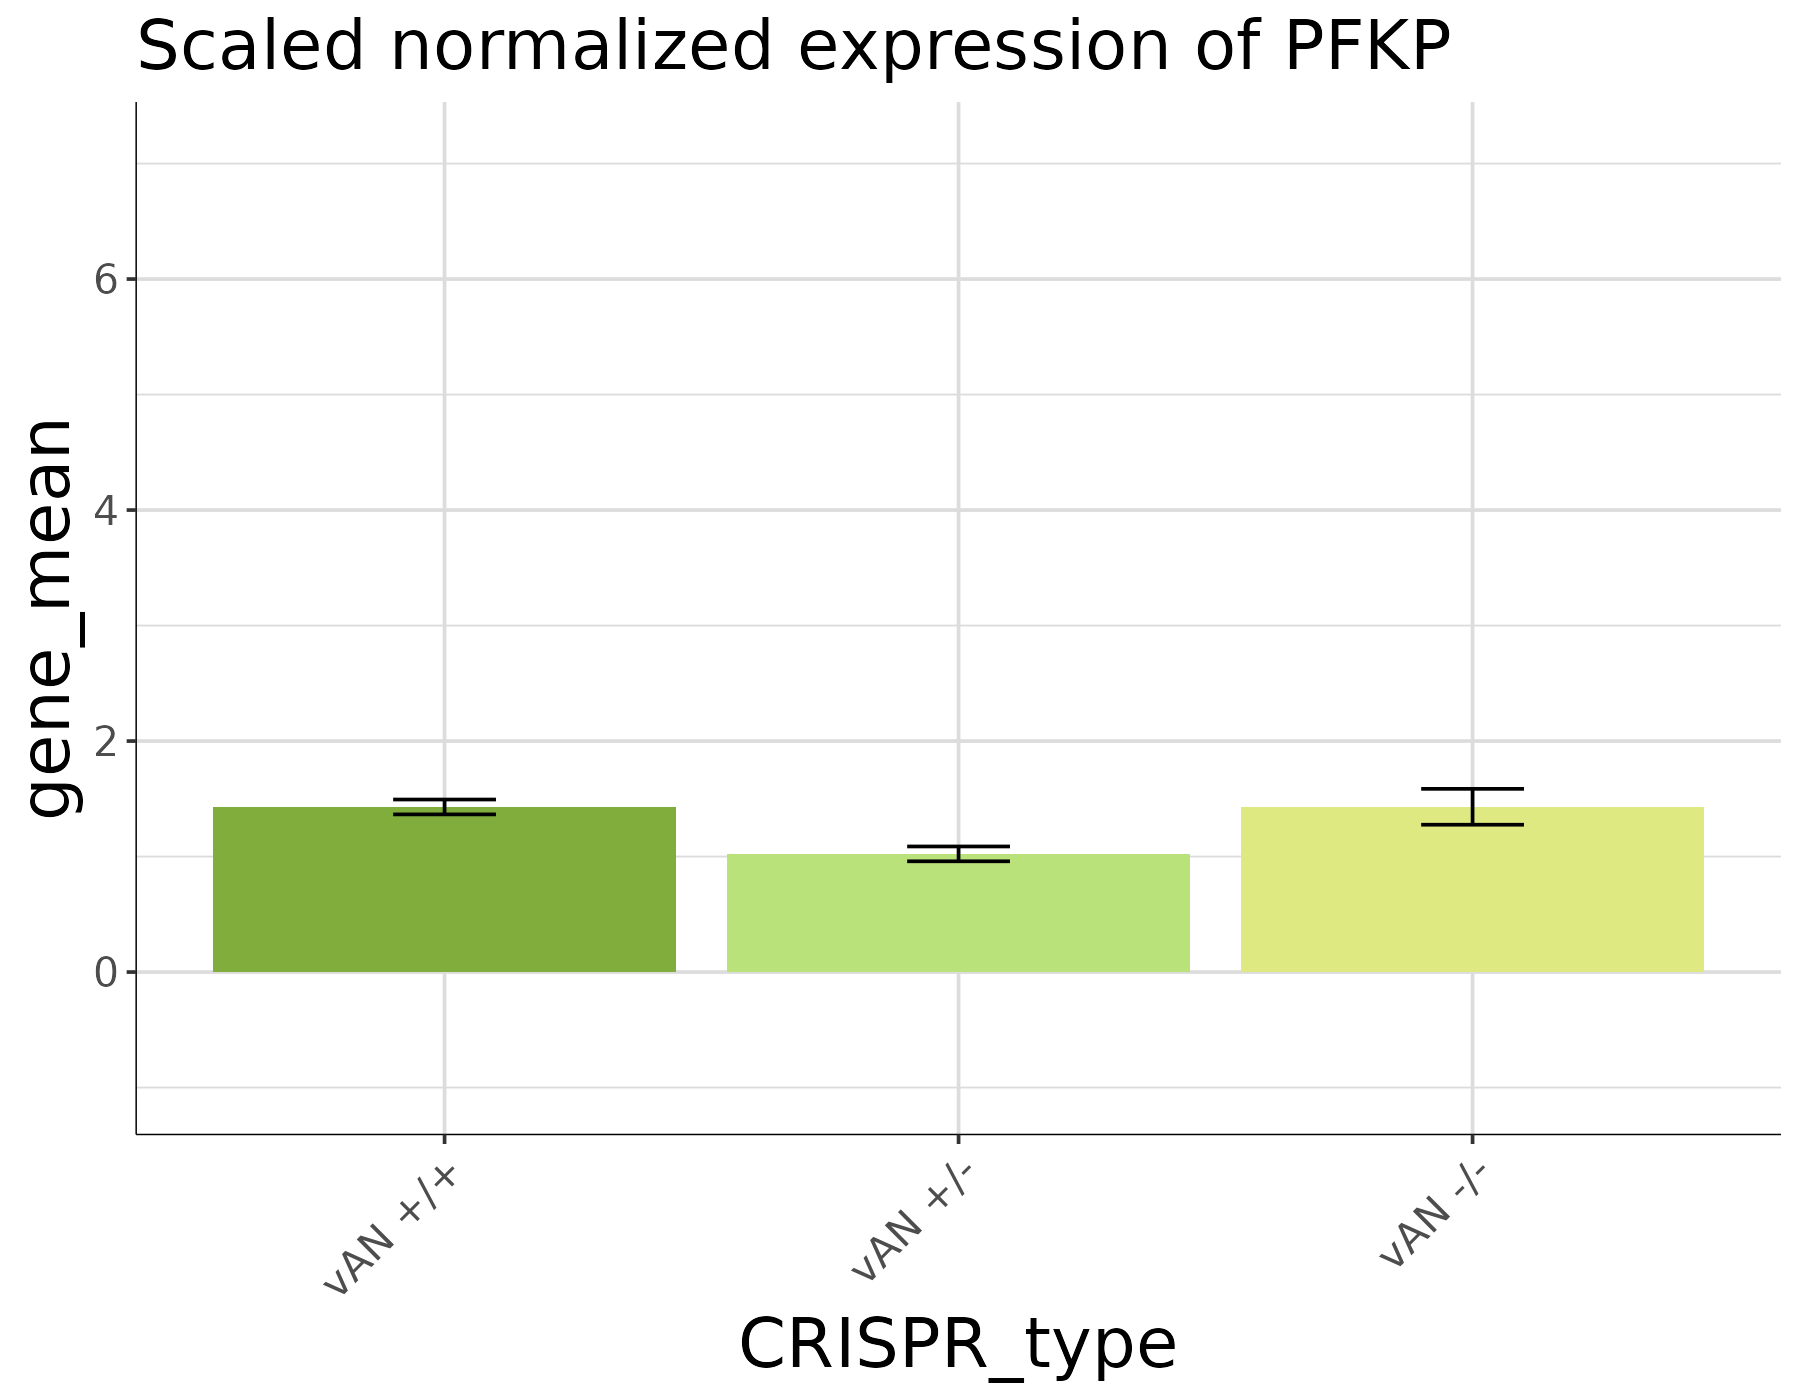 Scaled normalized expression of PFKP
gene_mean
6
4
2
0
vAN +/+
vAN +/-
vAN -/-
CRISPR_type